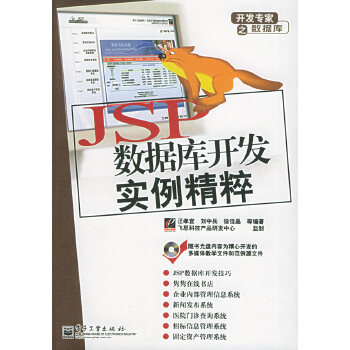 开发专家
之数据库
JSP
数据库开发
实例精粹
汪孝宜 刘中兵 徐佳晶 等编著
飞思科技产品研发中心 监制
随书光盘内容为精心开发的
多媒体教学文件和范例源文件
JSP数据库开发技巧
隽隽在线书店
企业内部管理信息系统
新闻发布系统
医院门诊查询系统
招标信息管理系统
固定资产管理系统
电子工业出版社